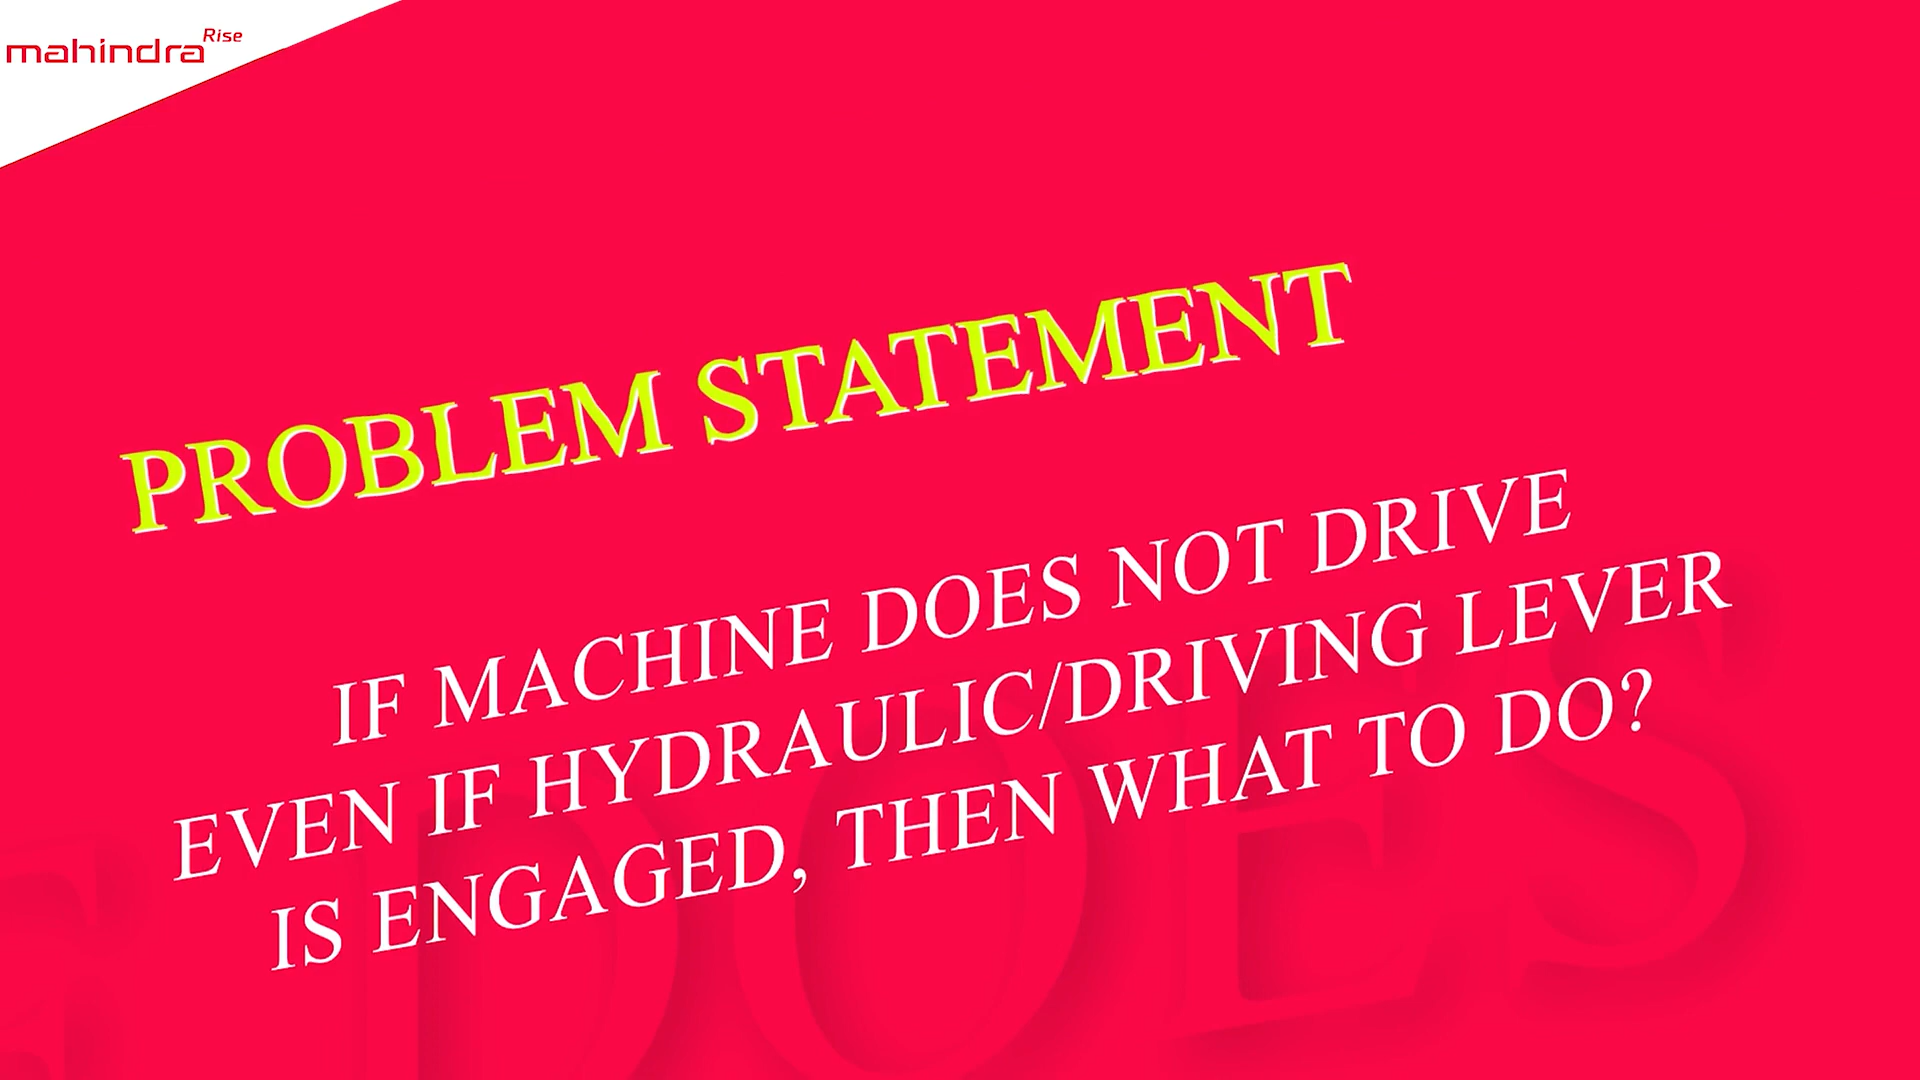 mahindra Rise
PROBLEM STATEMENT
IF MACHINE DOES NOT DRIVE
EVEN IF HYDRAULIC/DRIVING LEVER
IS ENGAGED, THEN WHAT TO DO?
DOES